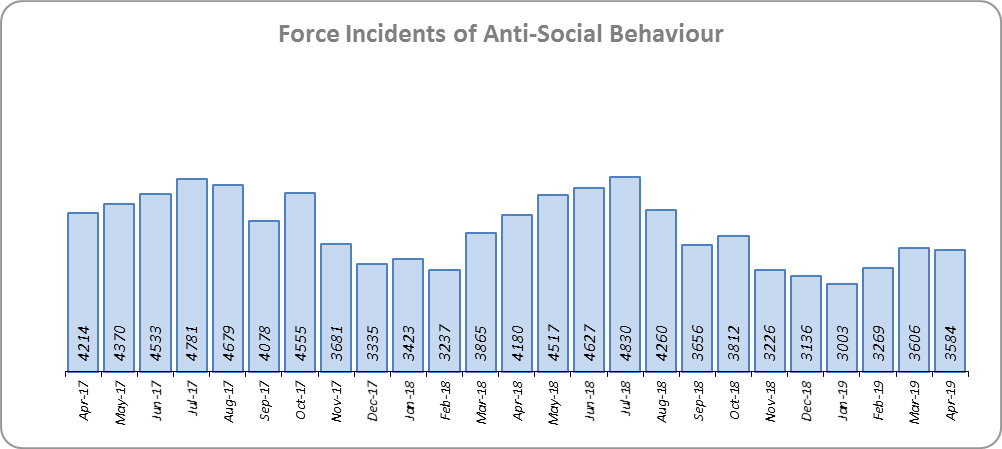 Force Incidents of Anti-Social Behaviour
4214 4370 4533 4781 4679 4078 4555 3681 3335 3423 3237 3865 4180 4517 4627 4830 4260 3656 3812 3226 3136 3003 3269 3606 3584
Apr-17 May-17 Jun-17 Jul-17 Aug-17 Sep-17 Oct-17 Nov-17 Dec-17 Jan-18 Feb-18 Mar-18 Apr-18 May-18 Jun-18 Jul-18 Aug-18 Sep-18 Oct-18 Nov-18 Dec-18 Jan-19 Feb-19 Mar-19 Apr-19